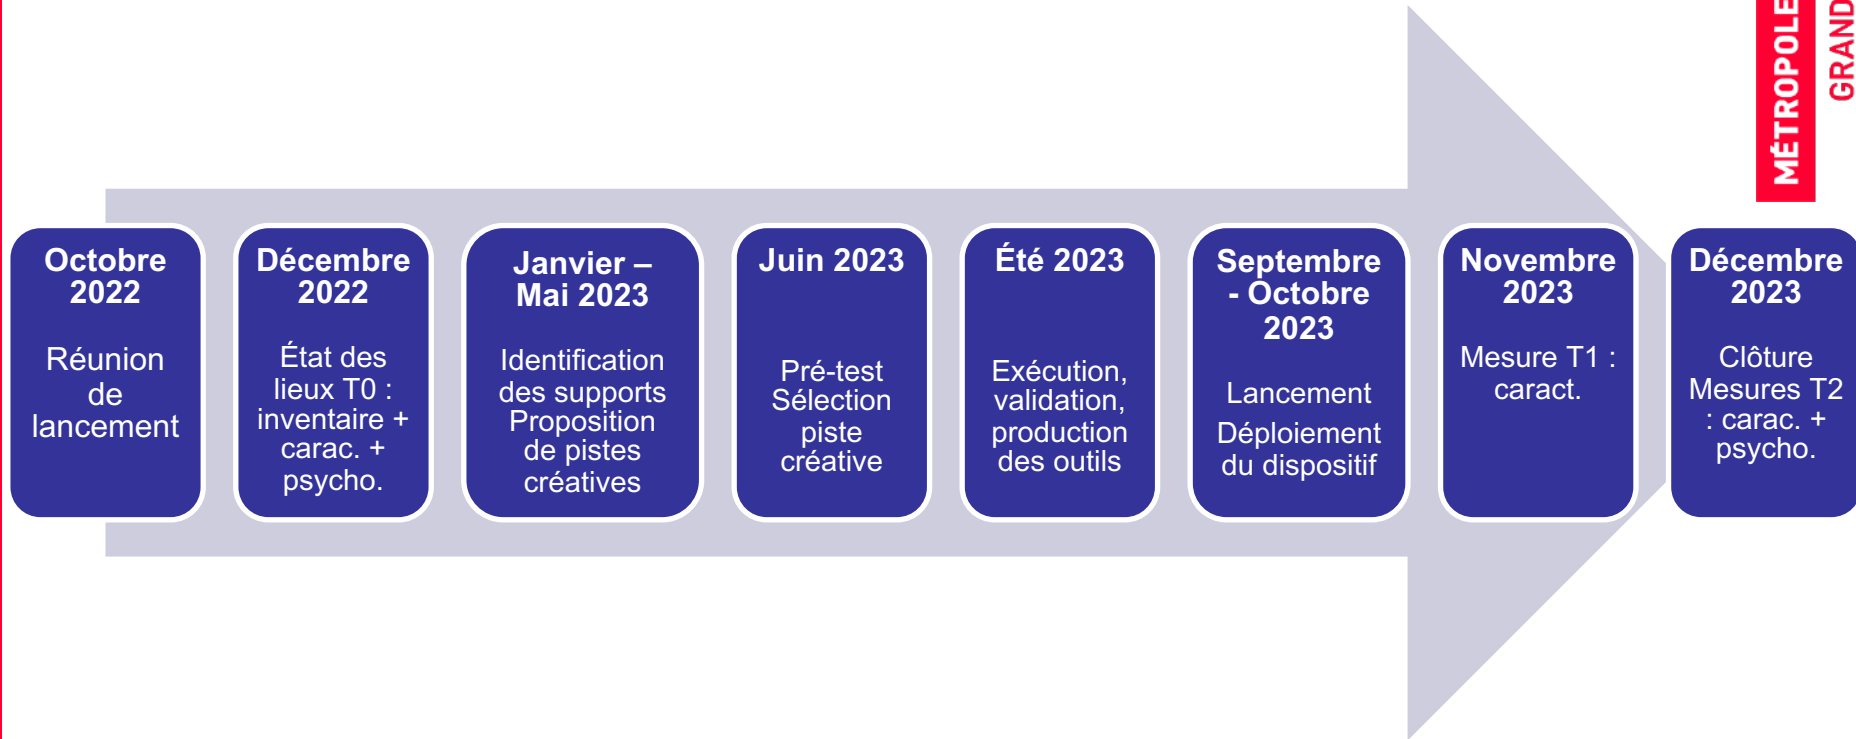 MÉTROPOLE
GRAND
Octobre
2022
Réunion
de
lancement
Décembre
2022
État des
lieux T0 :
inventaire +
carac. +
psycho.
Janvier –
Mai 2023
Identification
des supports
Proposition
de pistes
créatives
Juin 2023
Pré-test
Sélection
piste
créative
Été 2023
Exécution,
validation,
production
des outils
Septembre
- Octobre
2023
Lancement
Déploiement
du dispositif
Novembre
2023
Mesure T1 :
caract.
Décembre
2023
Clôture
Mesures T2
: carac. +
psycho.